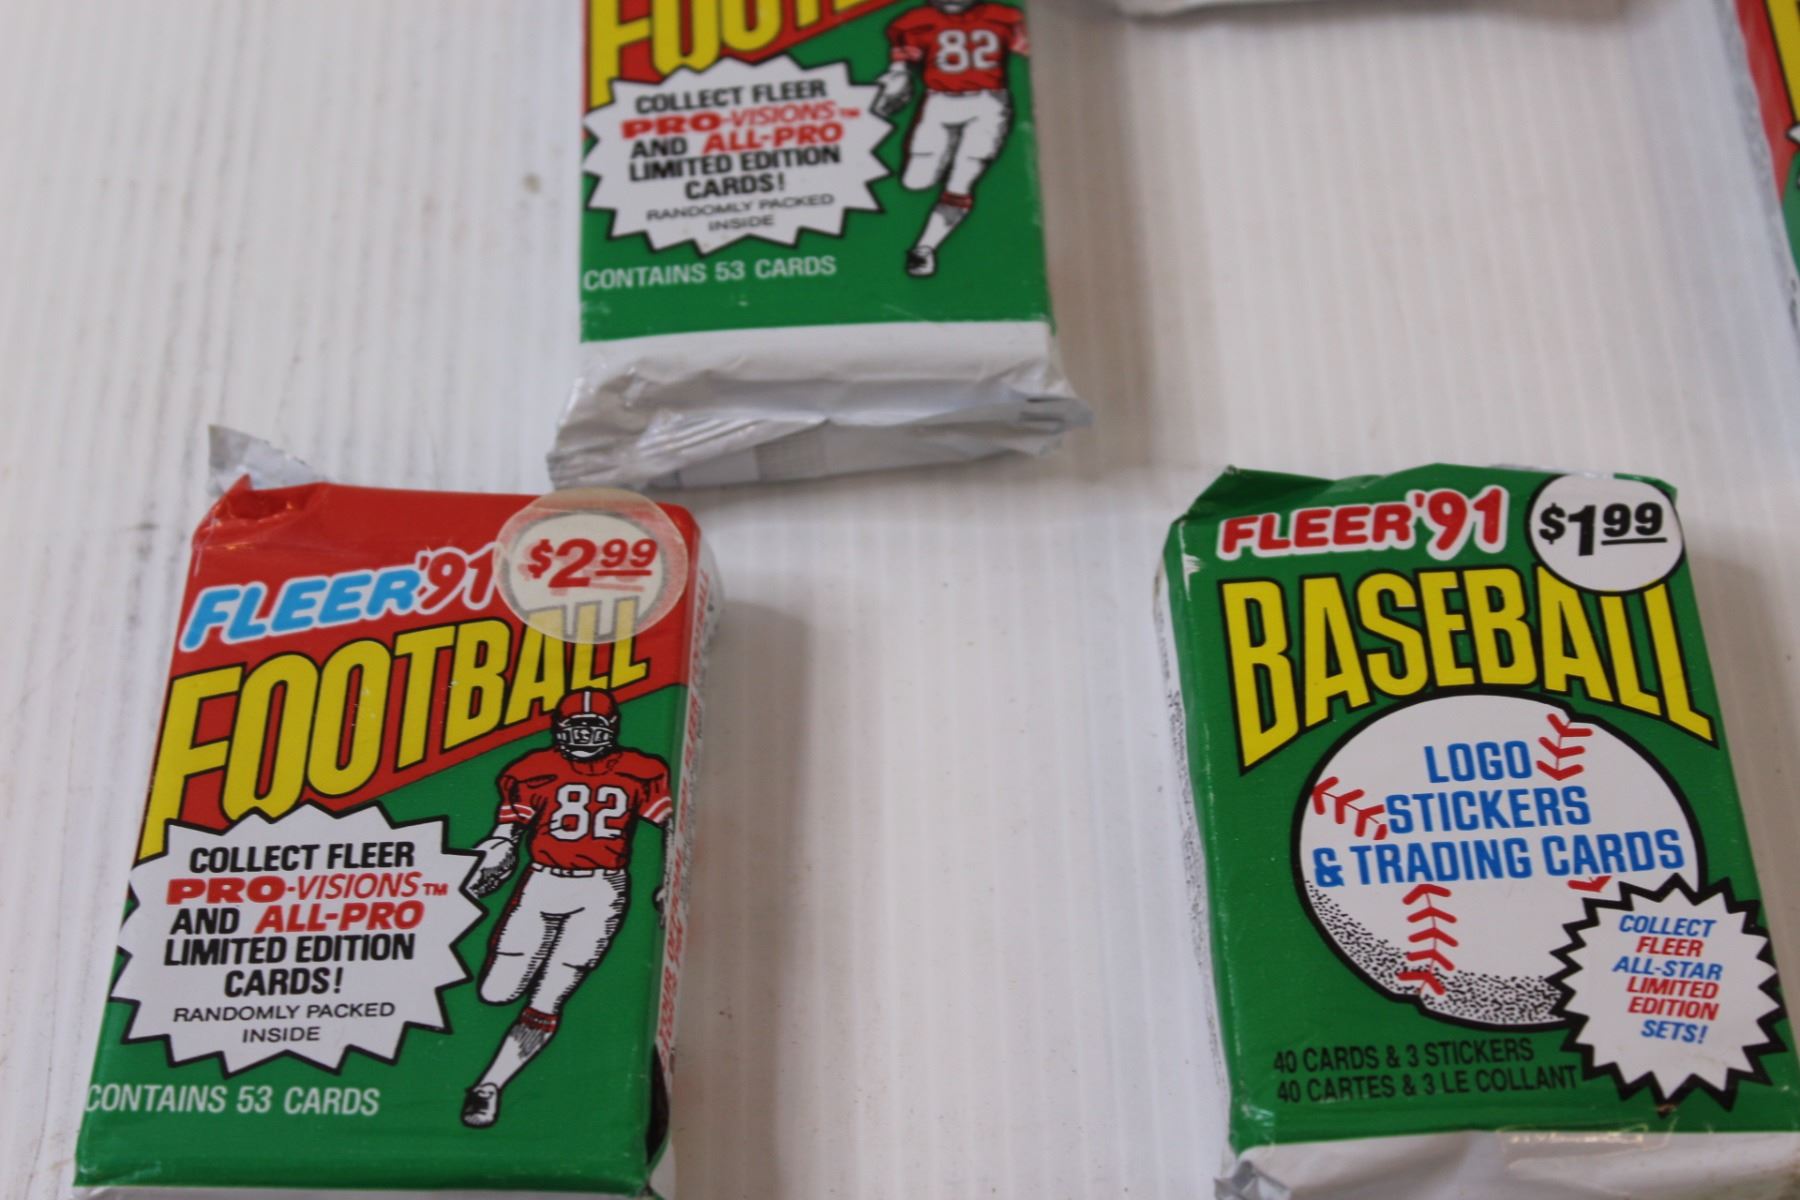 FOOTBALL
82
COLLECT FLEER
PRO-VISIONS™
AND ALL-PRO
LIMITED EDITION
CARDS!
RANDOMLY PACKED
INSIDE
CONTAINS 53 CARDS
FLEER '91
$2.99
FOOTBALL
82
COLLECT FLEER
PRO-VISIONS™
AND ALL-PRO
LIMITED EDITION
CARDS!
RANDOMLY PACKED
INSIDE
CONTAINS 53 CARDS
FLEER '91
$1.99
BASEBALL
LOGO
STICKERS
& TRADING CARDS
COLLECT
FLEER
ALL-STAR
LIMITED
EDITION
SETS!
40 CARDS & 3 STICKERS
40 CARTES & 3 LE COLLANT